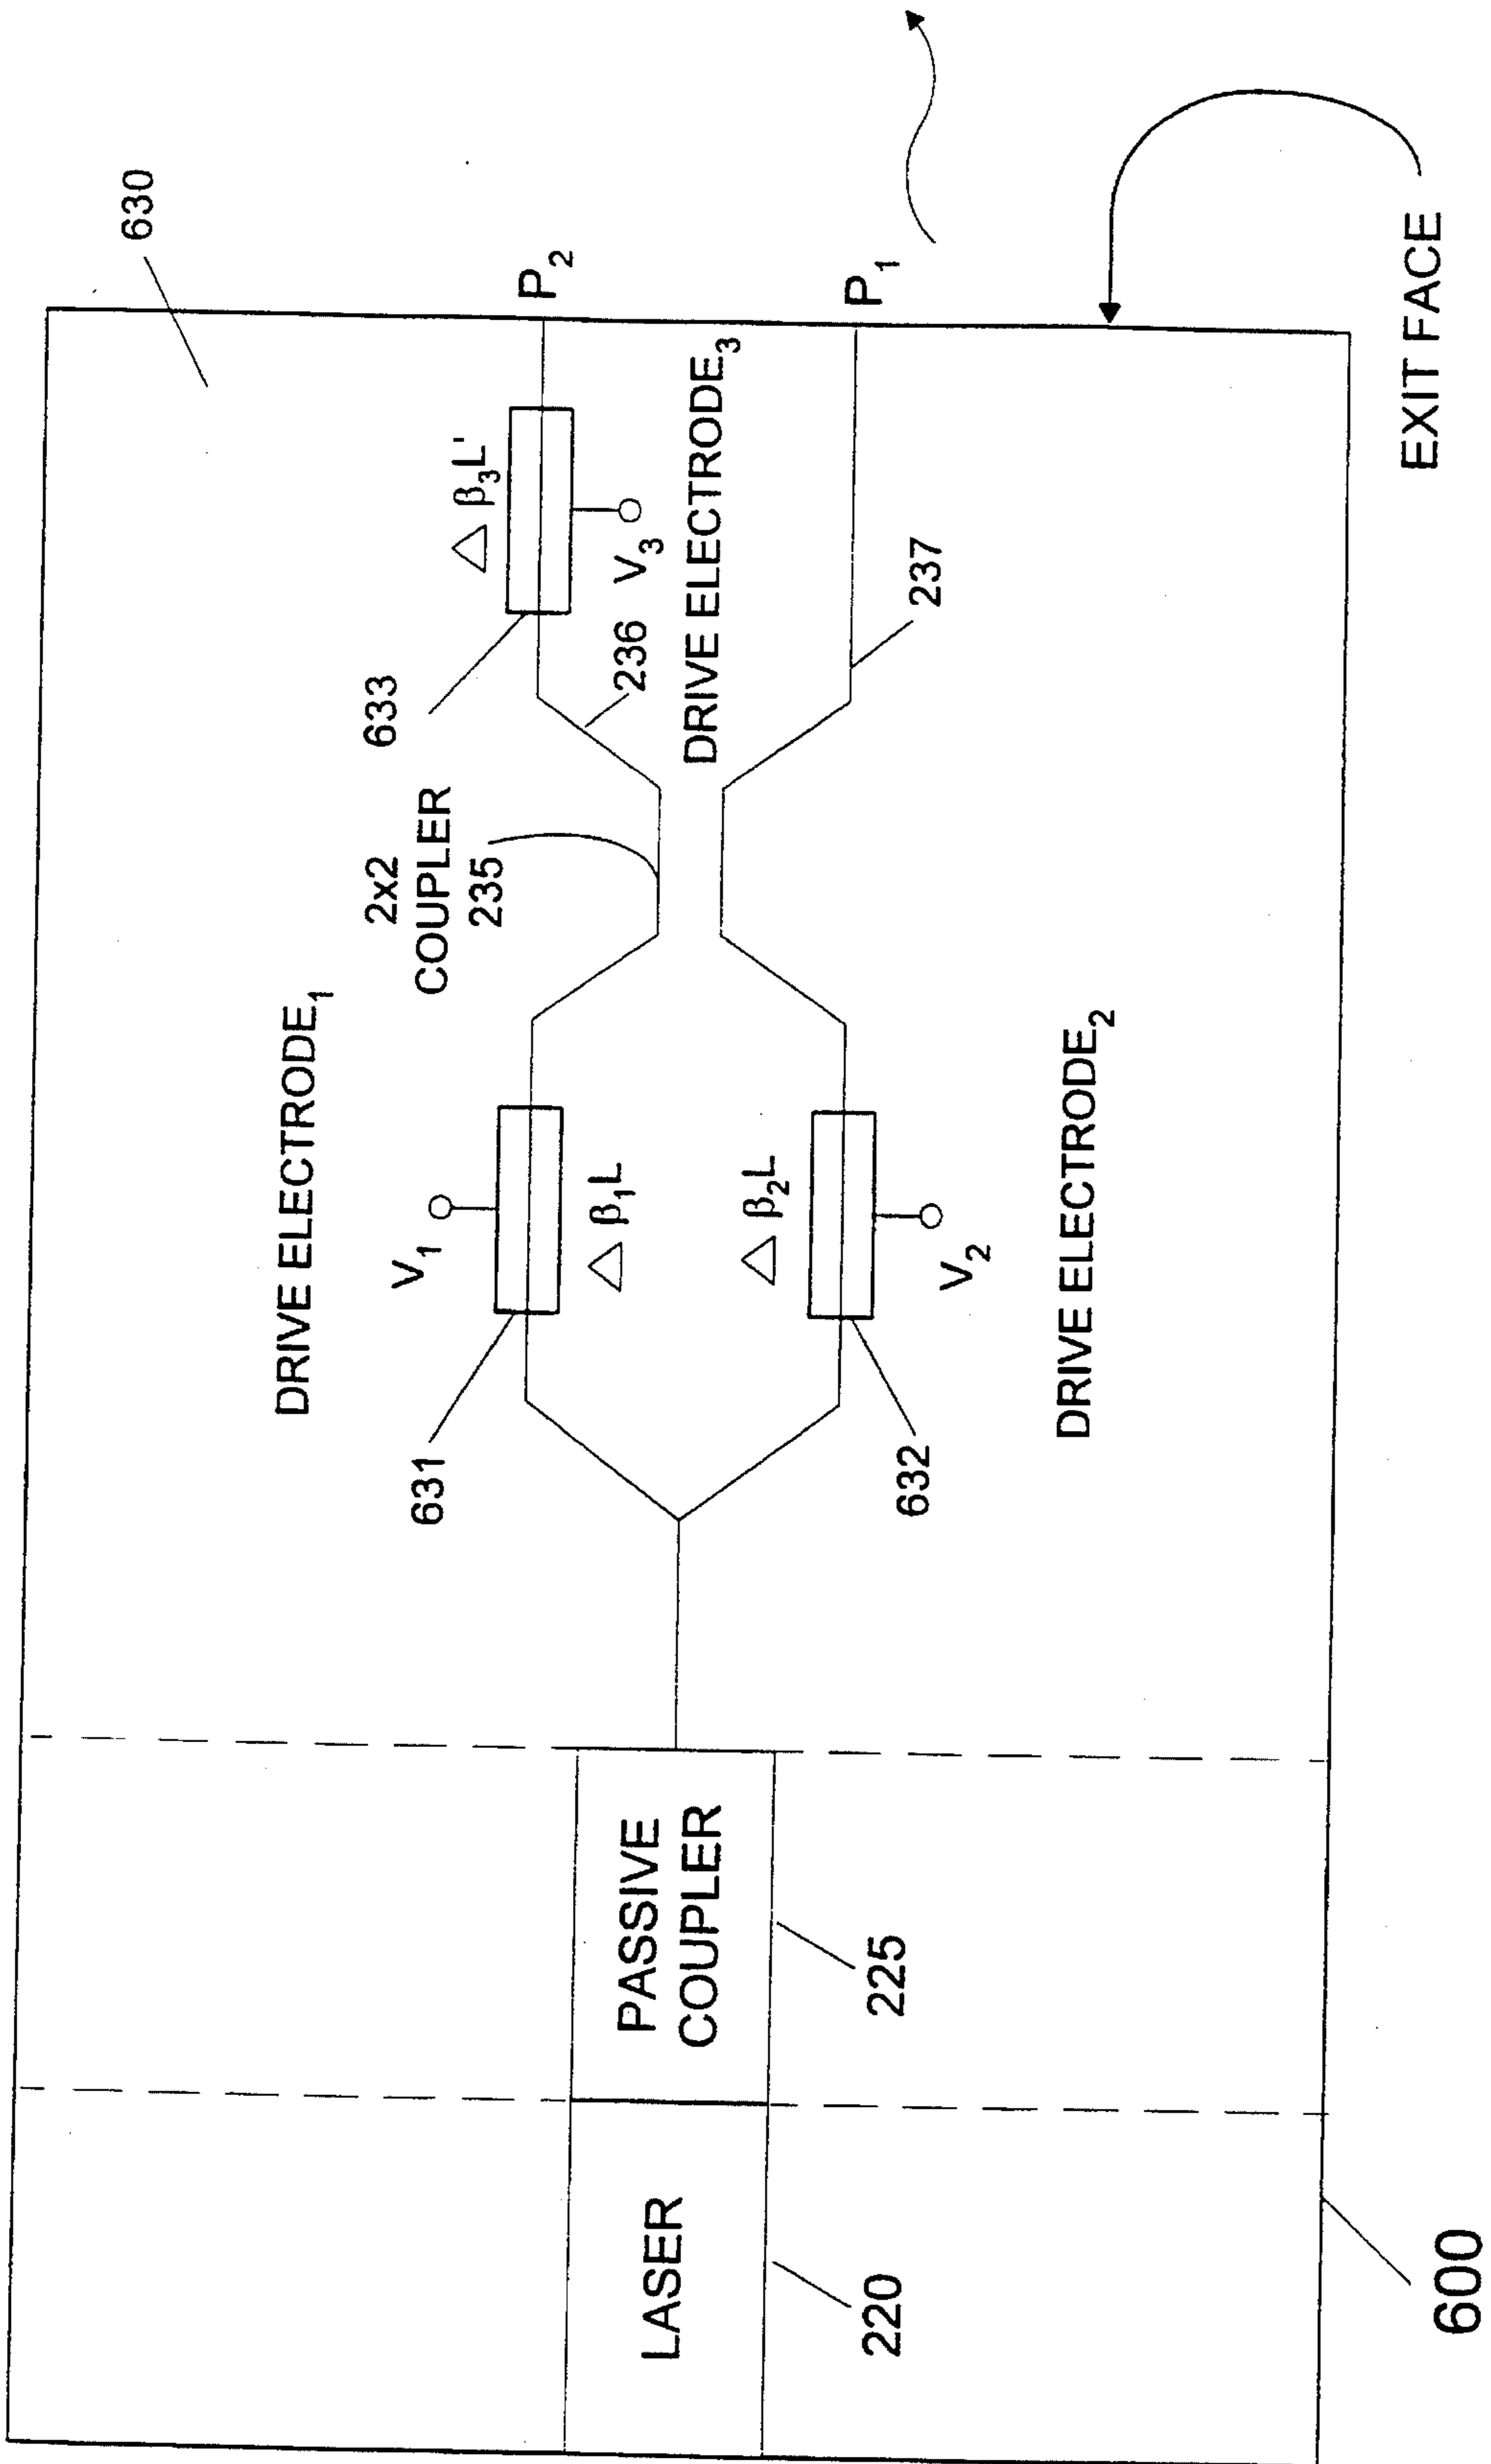 630
P2
P1
EXIT FACE
△ β3L'
V3
DRIVE ELECTRODE3
633
236
237
2x2
COUPLER
235
DRIVE ELECTRODE1
V1
△ β1L
631
△ β2L
V2
DRIVE ELECTRODE2
632
PASSIVE
COUPLER
225
LASER
220
600